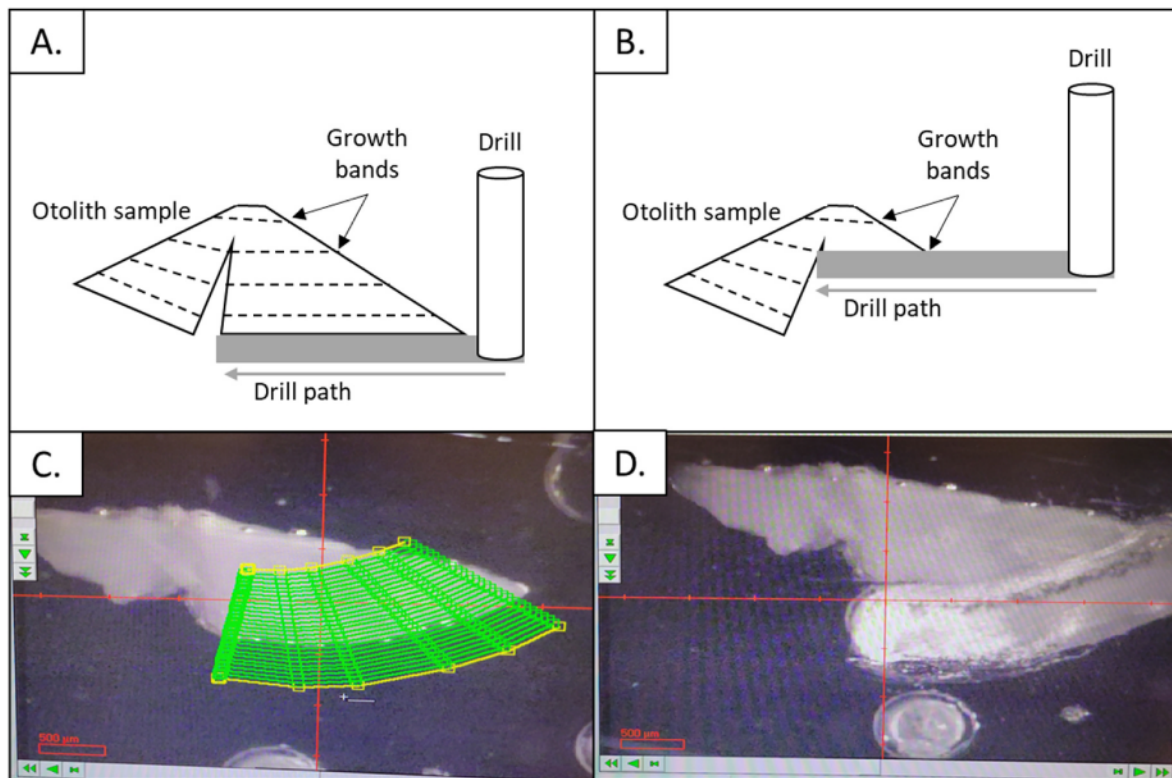 A.
Drill
Growth
bands
Otolith sample
Drill path
B.
Drill
Growth
bands
Otolith sample
Drill path
C.
500 µm
D.
500 µm